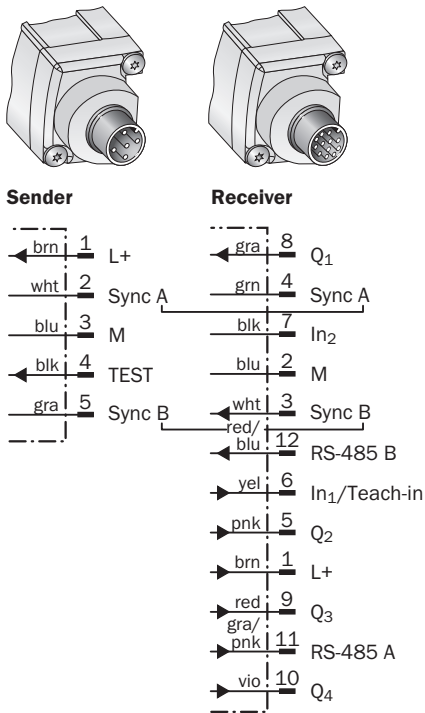 Sender
brn 1 L+
wht 2 Sync A
blu 3 M
blk 4 TEST
gra 5 Sync B
Receiver
gra 8 Q1
grn 4 Sync A
blk 7 In2
blu 2 M
wht 3 Sync B
red/
blu 12 RS-485 B
yel 6 In1/Teach-in
pnk 5 Q2
brn 1 L+
red 9 Q3
gra/
pnk 11 RS-485 A
vio 10 Q4